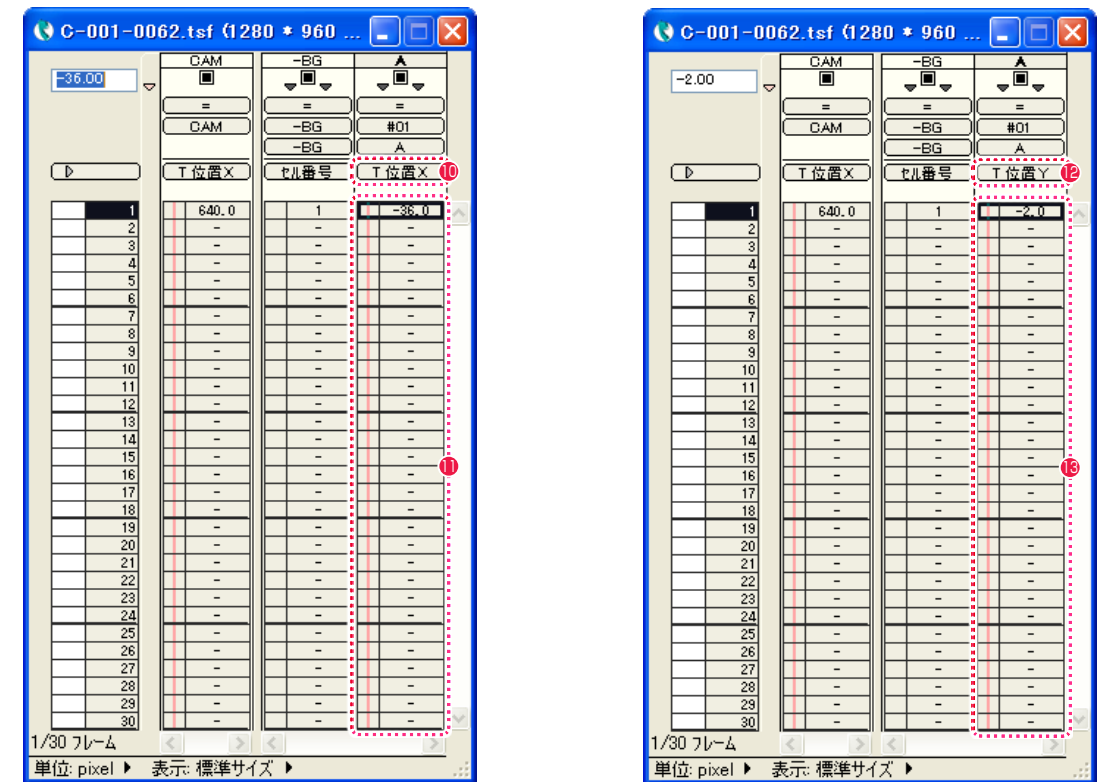 C-001-0062.tsf (1280 * 960 ...
CAM -BG A
-36.00
= = =
CAM -BG #01
-BG A
T 位置X セル番号 T 位置X ⑩
1 640.0 1 -36.0
2 - - -
3 - - -
4 - - -
5 - - -
6 - - -
7 - - -
8 - - -
9 - - -
10 - - -
11 - - -
12 - - -
13 - - -
14 - - -
15 - - -
⑪
16 - - -
17 - - -
18 - - -
19 - - -
20 - - -
21 - - -
22 - - -
23 - - -
24 - - -
25 - - -
26 - - -
27 - - -
28 - - -
29 - - -
30 - - -
1/30 フレーム
単位: pixel 表示: 標準サイズ
C-001-0062.tsf (1280 * 960 ...
CAM -BG A
-2.00
= = =
CAM -BG #01
-BG A
T 位置X セル番号 T 位置Y ⑫
1 640.0 1 -2.0
2 - - -
3 - - -
4 - - -
5 - - -
6 - - -
7 - - -
8 - - -
9 - - -
10 - - -
11 - - -
12 - - -
13 - - -
14 - - -
15 - - -
⑬
16 - - -
17 - - -
18 - - -
19 - - -
20 - - -
21 - - -
22 - - -
23 - - -
24 - - -
25 - - -
26 - - -
27 - - -
28 - - -
29 - - -
30 - - -
1/30 フレーム
単位: pixel 表示: 標準サイズ